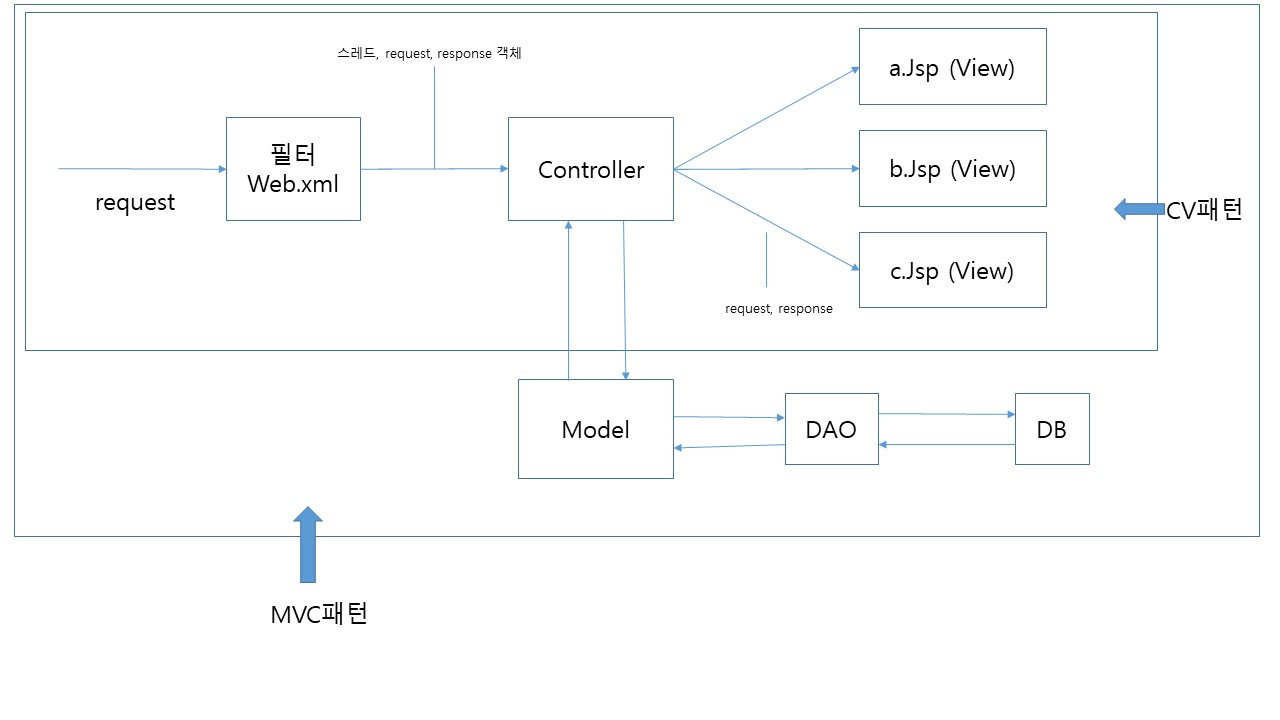 스레드, request, response 객체
a.Jsp (View)
필터
Web.xml
request
Controller
b.Jsp (View)
CV패턴
c.Jsp (View)
request, response
Model
DAO
DB
MVC패턴